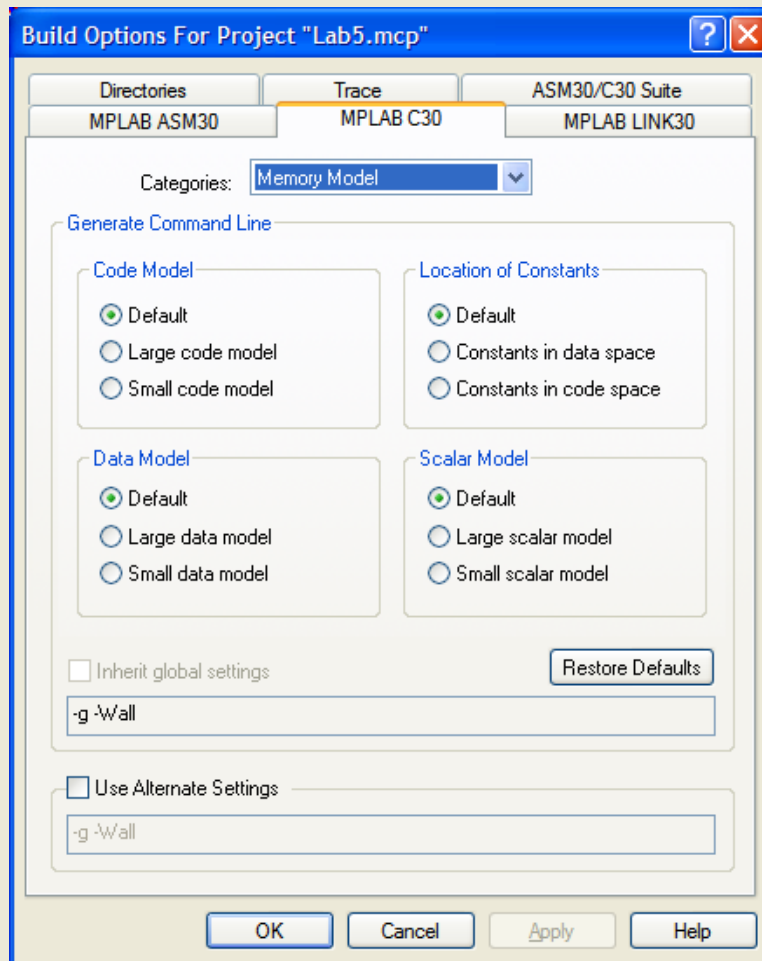 Build Options For Project "Lab5.mcp"
Directories Trace ASM30/C30 Suite
MPLAB ASM30 MPLAB C30 MPLAB LINK30
Categories: Memory Model
Generate Command Line
Code Model
Default
Large code model
Small code model
Location of Constants
Default
Constants in data space
Constants in code space
Data Model
Default
Large data model
Small data model
Scalar Model
Default
Large scalar model
Small scalar model
Inherit global settings
Restore Defaults
-g -Wall
Use Alternate Settings
-g -Wall
OK Cancel Apply Help